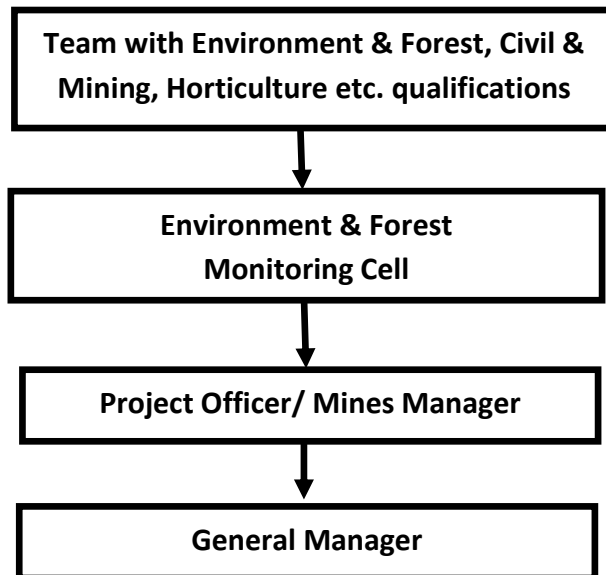 Team with Environment & Forest, Civil &
Mining, Horticulture etc. qualifications
Environment & Forest
Monitoring Cell
Project Officer/ Mines Manager
General Manager